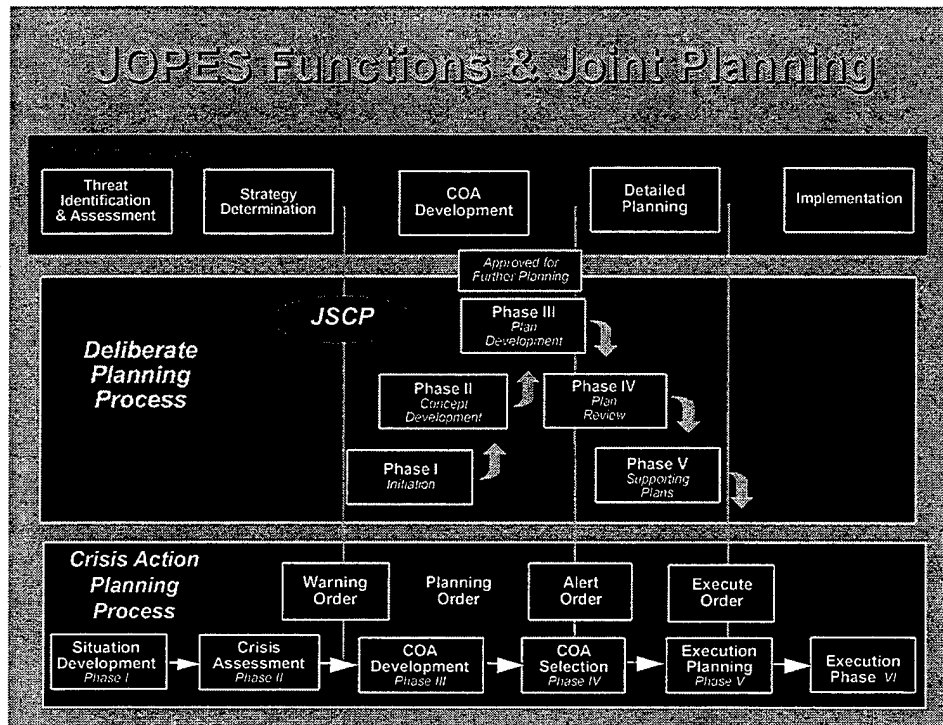 JOPES Functions & Joint Planning
Threat
Identification
& Assessment
Strategy
Determination
COA
Development
Detailed
Planning
Implementation
Approved for
Further Planning
JSCP
Deliberate
Planning
Process
Phase III
Plan
Development
Phase II
Concept
Development
Phase IV
Plan
Review
Phase I
Initiation
Phase V
Supporting
Plans
Crisis Action
Planning
Process
Warning
Order
Planning
Order
Alert
Order
Execute
Order
Situation
Development
Phase I
Crisis
Assessment
Phase II
COA
Development
Phase III
COA
Selection
Phase IV
Execution
Planning
Phase V
Execution
Phase VI